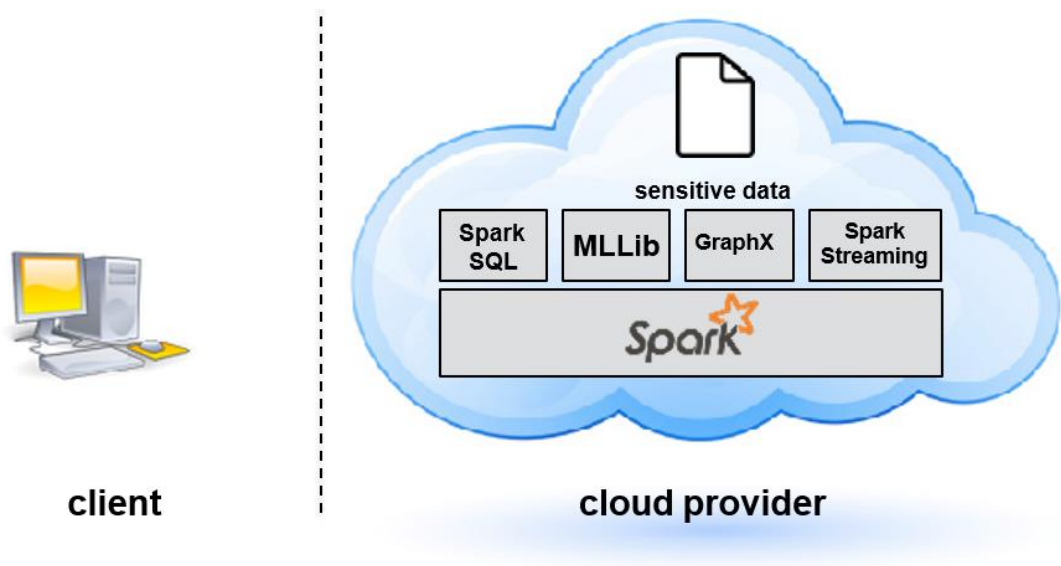 sensitive data
Spark
SQL
MLLib
GraphX
Spark
Streaming
Spark
client
cloud provider